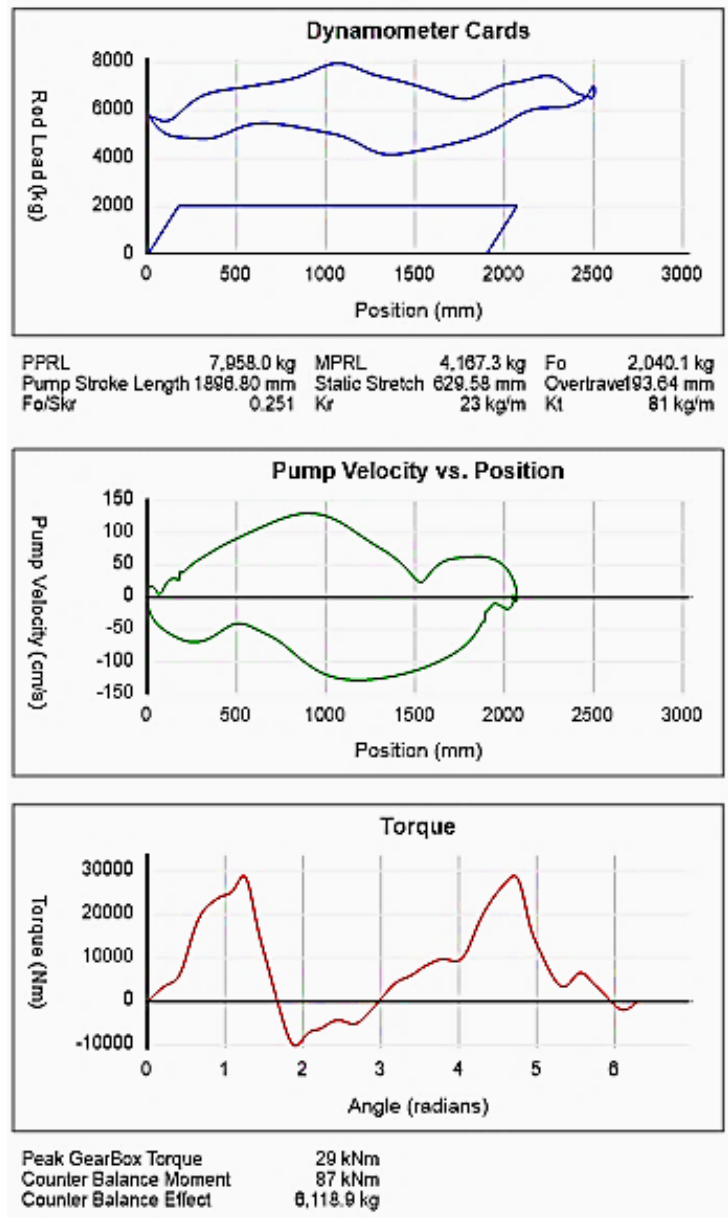 Dynamometer Cards
Rod Load (kg)
8000
6000
4000
2000
0
0 500 1000 1500 2000 2500 3000
Position (mm)
PPRL 7,958.0 kg MPRL 4,167.3 kg Fo 2,040.1 kg
Pump Stroke Length 1896.80 mm Static Stretch 629.58 mm Overtravel 193.64 mm
Fo/Skr 0.251 Kr 23 kg/m Kt 81 kg/m
Pump Velocity vs. Position
Pump Velocity (cm/s)
150
100
50
0
-50
-100
-150
0 500 1000 1500 2000 2500 3000
Position (mm)
Torque
Torque (Nm)
30000
20000
10000
0
-10000
0 1 2 3 4 5 6
Angle (radians)
Peak GearBox Torque 29 kNm
Counter Balance Moment 87 kNm
Counter Balance Effect 6,118.9 kg